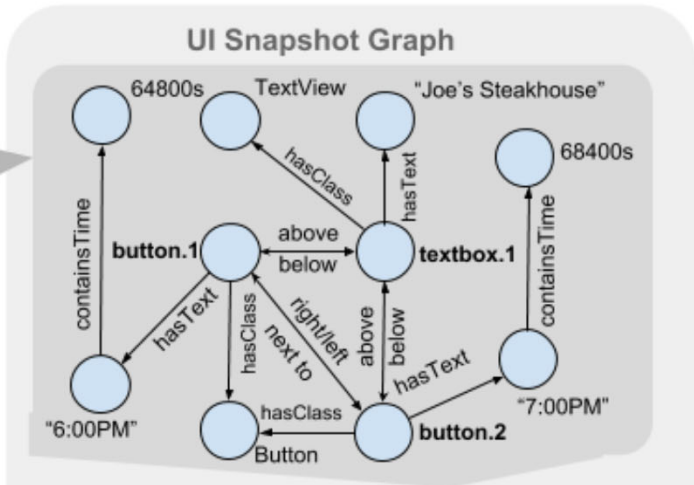 UI Snapshot Graph
64800s
TextView
"Joe's Steakhouse"
68400s
hasClass
hasText
containsTime
containsTime
button.1
above
below
textbox.1
hasText
hasClass
right/left
next to
above
below
hasText
"6:00PM"
hasClass
Button
button.2
"7:00PM"